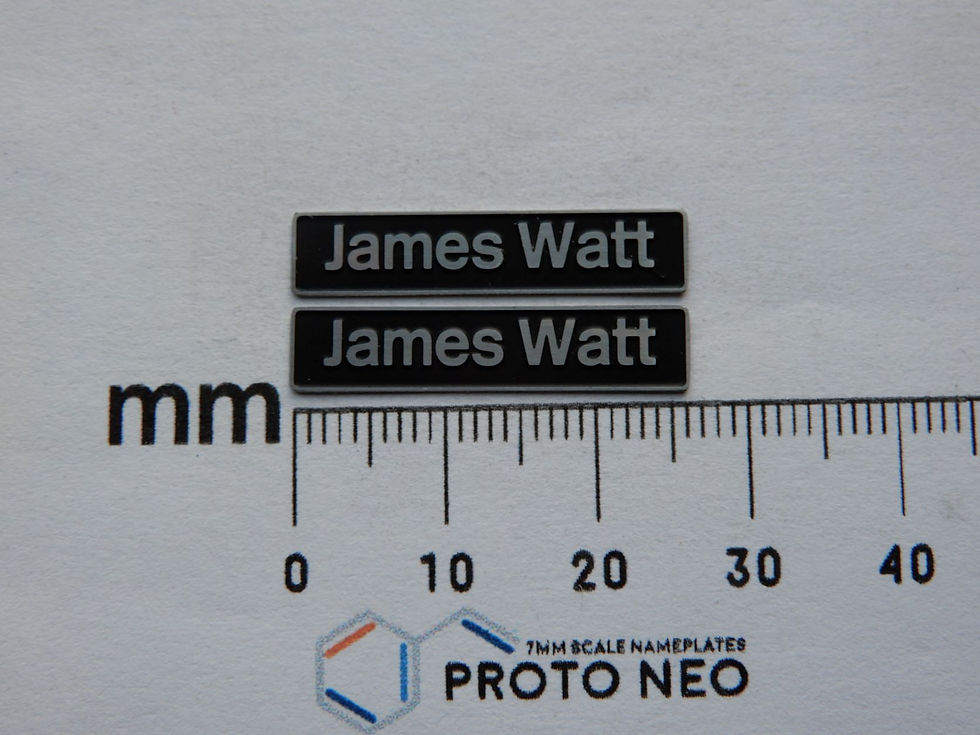 James Watt
James Watt
mm
0 10 20 30 40
7MM SCALE NAMEPLATES
PROTO NEO